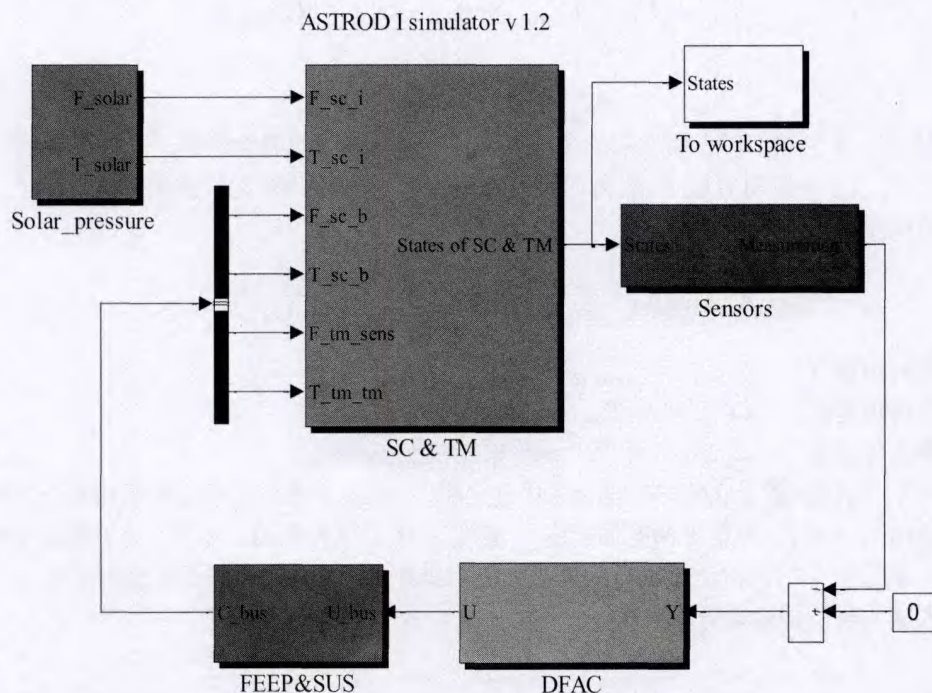 ASTROD I simulator v 1.2
F_solar
T_solar
Solar_pressure
F_sc_i
T_sc_i
F_sc_b
T_sc_b
F_tm_sens
T_tm_tm
States of SC & TM
SC & TM
States
To workspace
States
Measurement
Sensors
C_bus
U_bus
FEEP&SUS
U
Y
DFAC
0